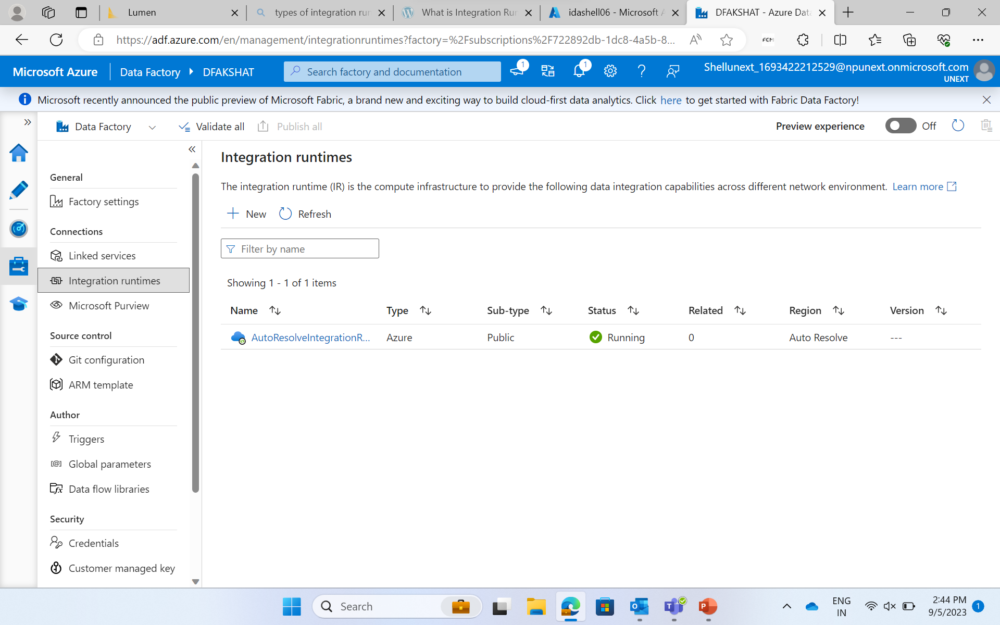 Lumen
types of integration run
What is Integration Run
idashell06 - Microsoft A
DFAKSHAT - Azure Data
https://adf.azure.com/en/management/integrationruntimes?factory=%2Fsubscriptions%2F722892db-1dc8-4a5b-8...
FCM
Microsoft Azure
Data Factory
DFAKSHAT
Search factory and documentation
1
1
Shellunext_1693422212529@npunext.onmicrosoft.com
UNEXT
Microsoft recently announced the public preview of Microsoft Fabric, a brand new and exciting way to build cloud-first data analytics. Click here to get started with Fabric Data Factory!
Data Factory
Validate all
Publish all
Preview experience
Off
General
Factory settings
Connections
Linked services
Integration runtimes
Microsoft Purview
Source control
Git configuration
ARM template
Author
Triggers
Global parameters
Data flow libraries
Security
Credentials
Customer managed key
Integration runtimes
The integration runtime (IR) is the compute infrastructure to provide the following data integration capabilities across different network environment. Learn more
New
Refresh
Filter by name
Showing 1 - 1 of 1 items
Name Type Sub-type Status Related Region Version
AutoResolveIntegrationR... Azure Public Running 0 Auto Resolve ---
Search
ENG
IN
2:44 PM
9/5/2023
1